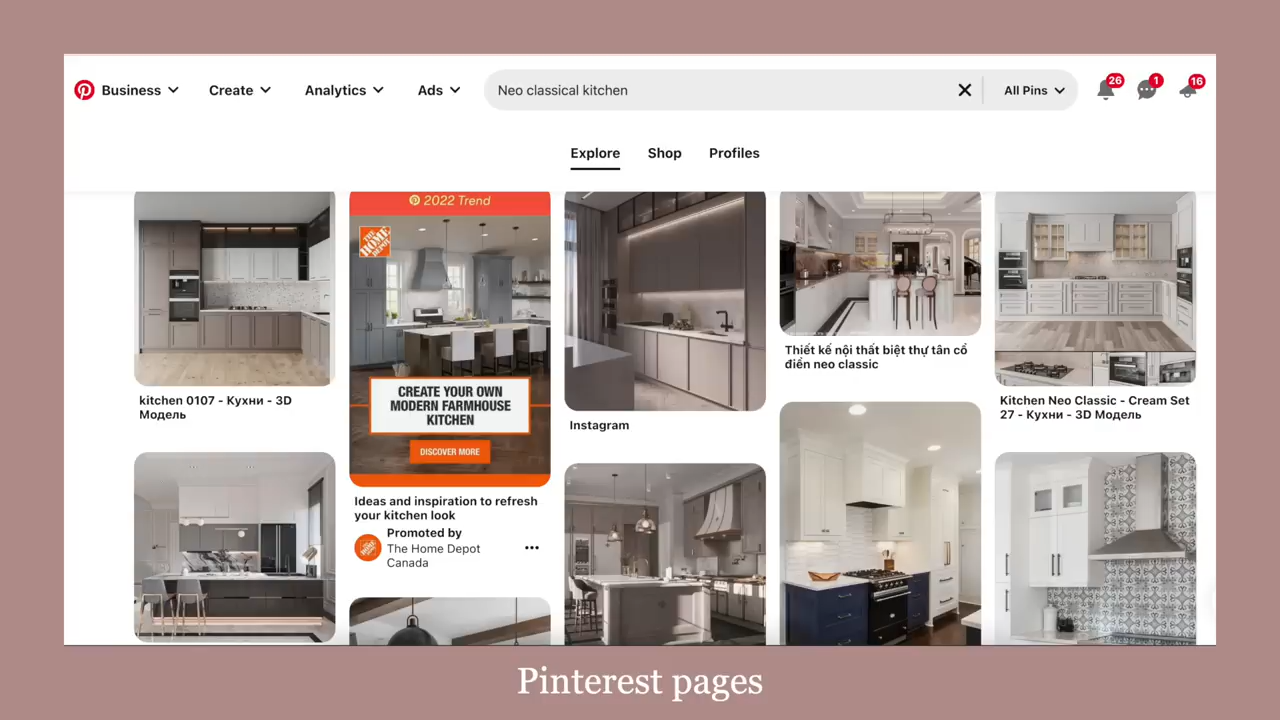 Business
Create
Analytics
Ads
Neo classical kitchen
All Pins
26
1
16
Explore
Shop
Profiles
2022 Trend
THE HOME DEPOT
CREATE YOUR OWN
MODERN FARMHOUSE
KITCHEN
DISCOVER MORE
kitchen 0107 - Кухни - 3D
Модель
Ideas and inspiration to refresh
your kitchen look
Promoted by
The Home Depot
Canada
Instagram
Thiết kế nội thất biệt thự tân cổ
điển neo classic
Kitchen Neo Classic - Cream Set
27 - Кухни - 3D Модель
Pinterest pages